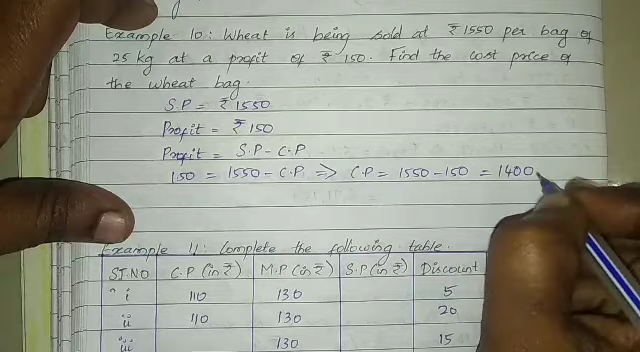 Example 10: Wheat is being sold at ₹1550 per bag of
25 kg at a profit of ₹150. Find the cost price of
the wheat bag.
S.P = ₹1550
Profit = ₹150
Profit = S.P - C.P
150 = 1550 - C.P. => C.P = 1550 - 150 = 1400
Example 11: Complete the following table.
ST.NO C.P (in ₹) M.P (in ₹) S.P (in ₹) Discount
i 110 130 5
ii 110 130 20
iii 130 15